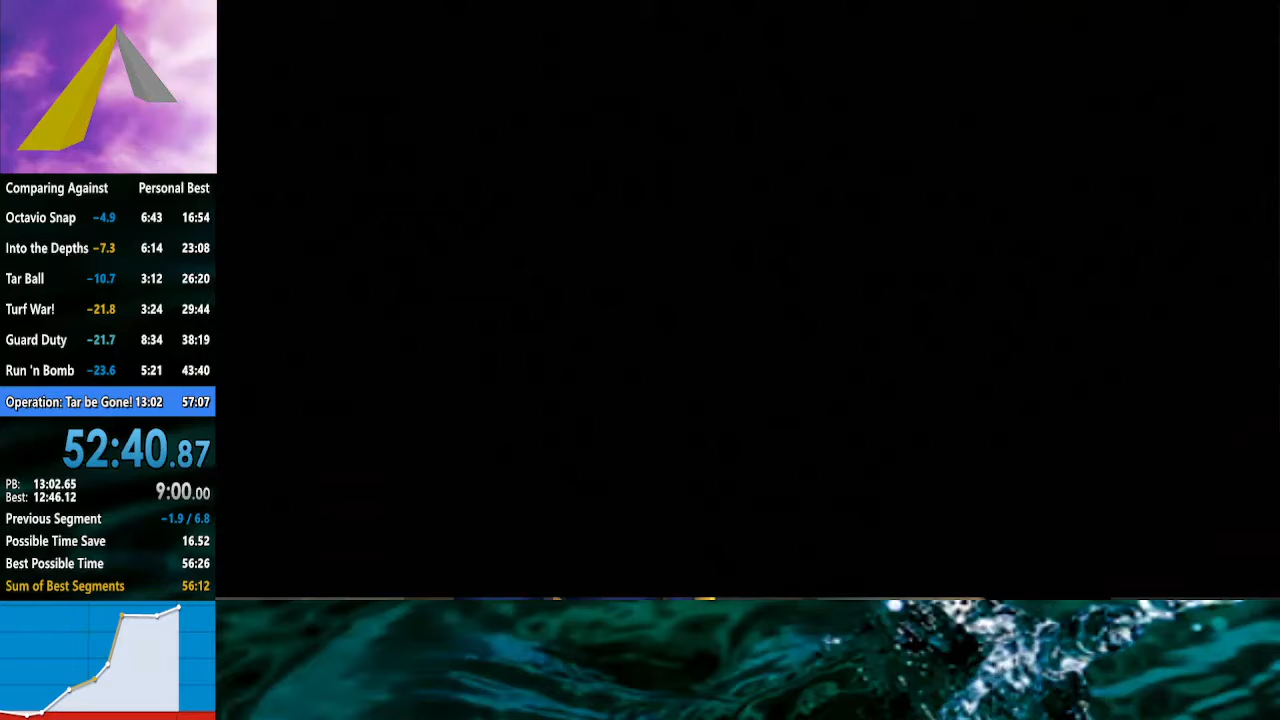 Comparing Against Personal Best
Octavio Snap −4.9 6:43 16:54
Into the Depths −7.3 6:14 23:08
Tar Ball −10.7 3:12 26:20
Turf War! −21.8 3:24 29:44
Guard Duty −21.7 8:34 38:19
Run 'n Bomb −23.6 5:21 43:40
Operation: Tar be Gone! 13:02 57:07
52:40.87
PB: 13:02.65
Best: 12:46.12
9:00.00
Previous Segment −1.9 / 6.8
Possible Time Save 16.52
Best Possible Time 56:26
Sum of Best Segments 56:12